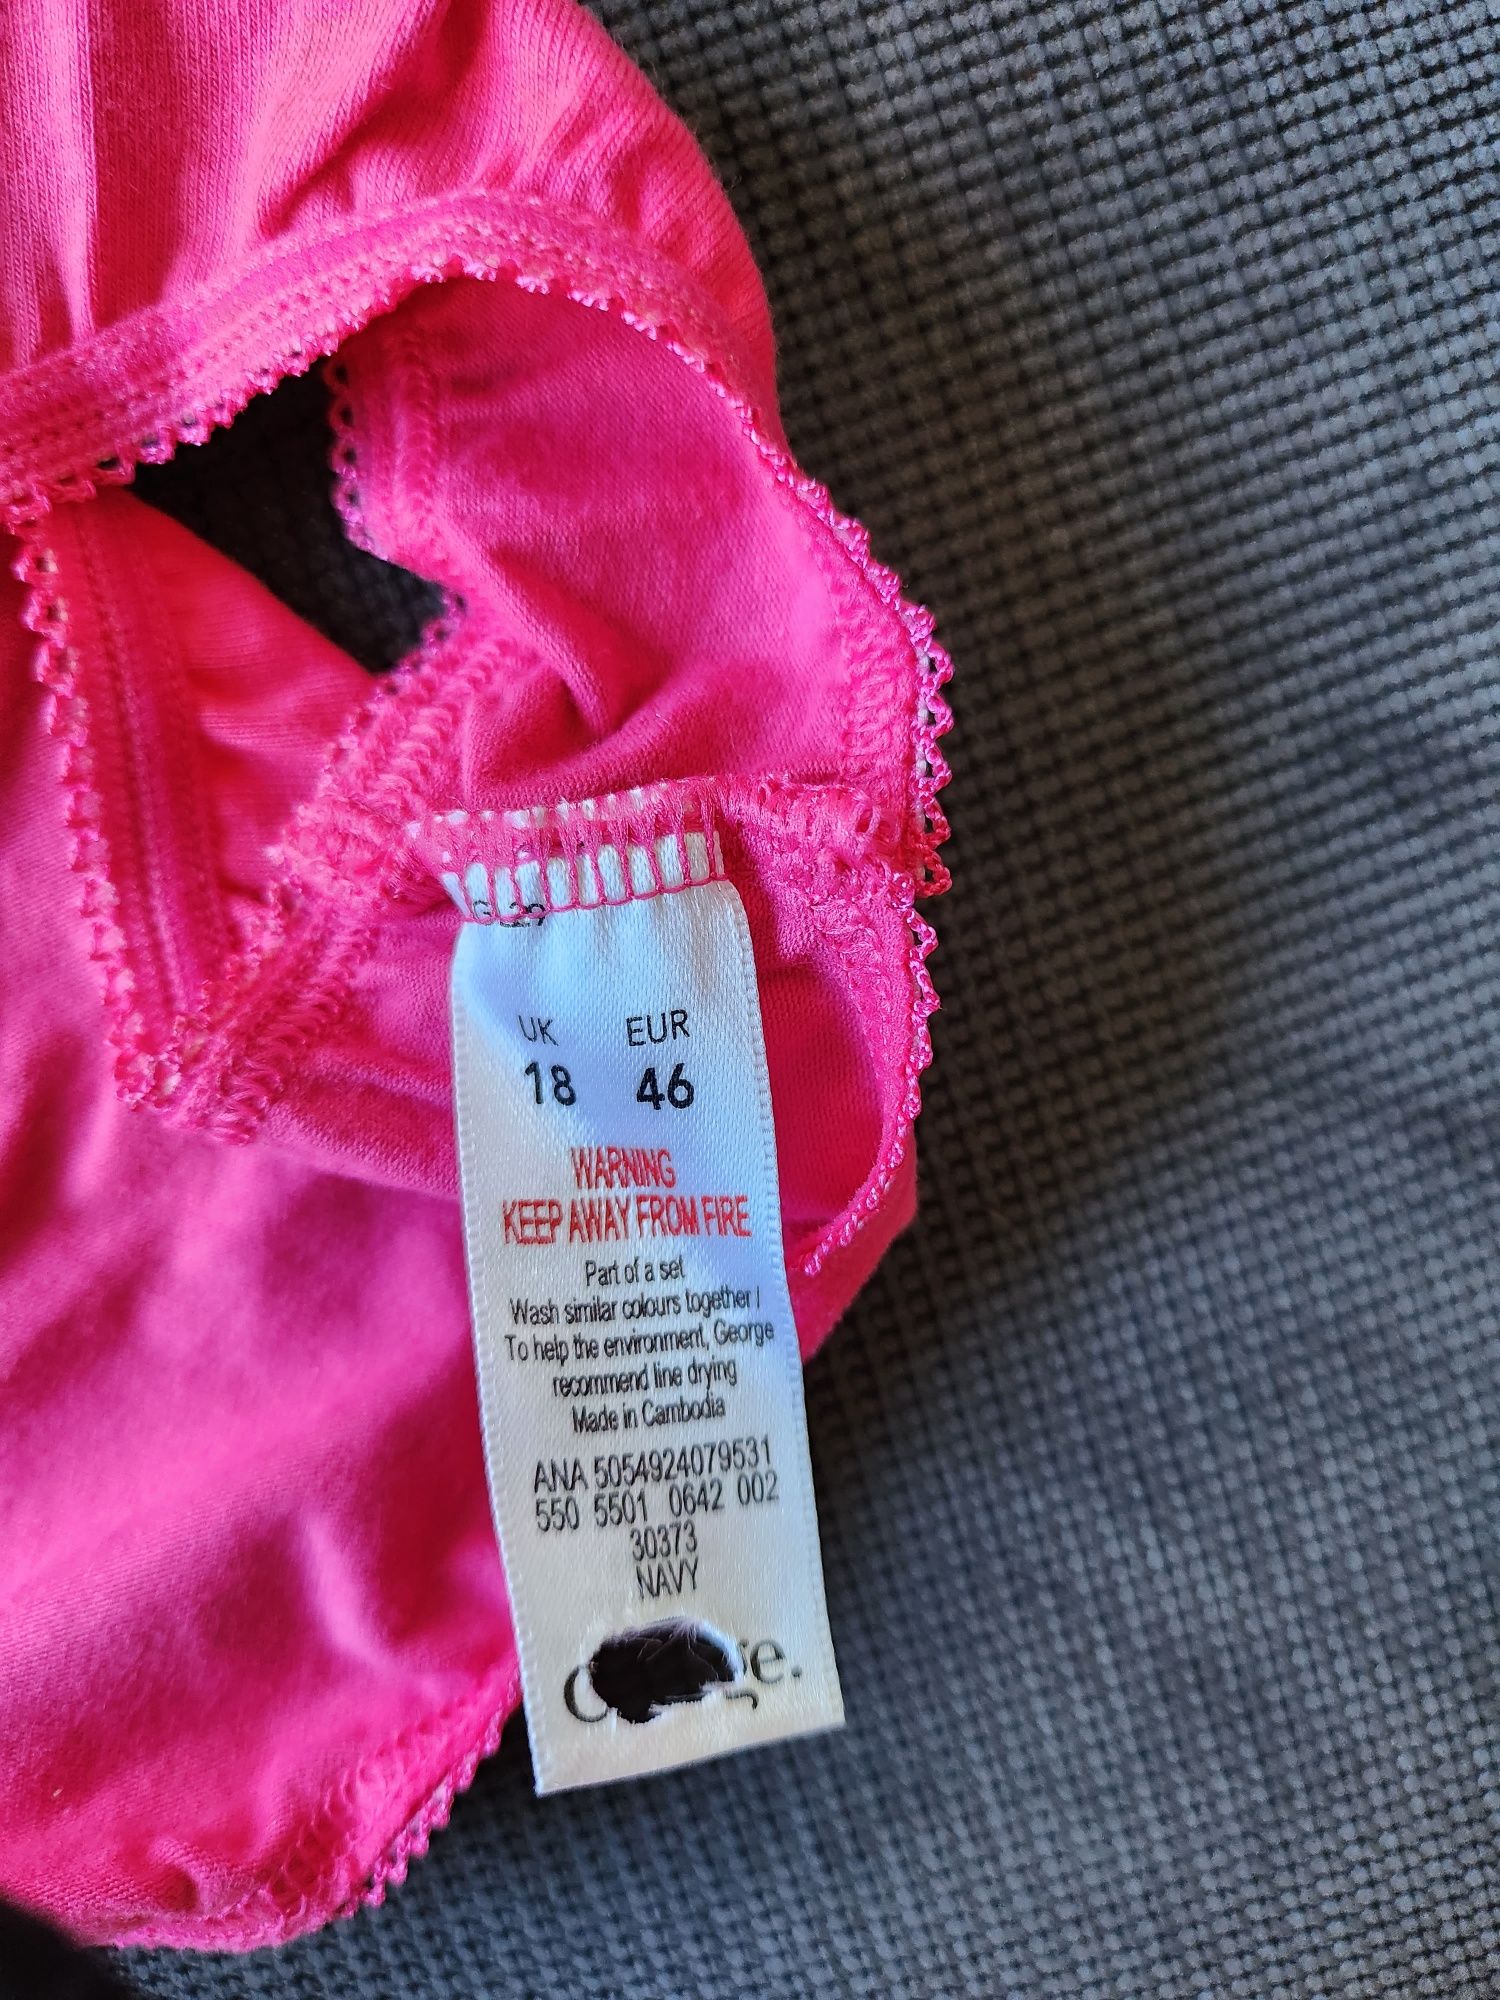 UK EUR
18 46
WARNING
KEEP AWAY FROM FIRE
Part of a set
Wash similar colours together /
To help the environment, George
recommend line drying
Made in Cambodia
ANA 5054924079531
550 5501 0642 002
30373
NAVY